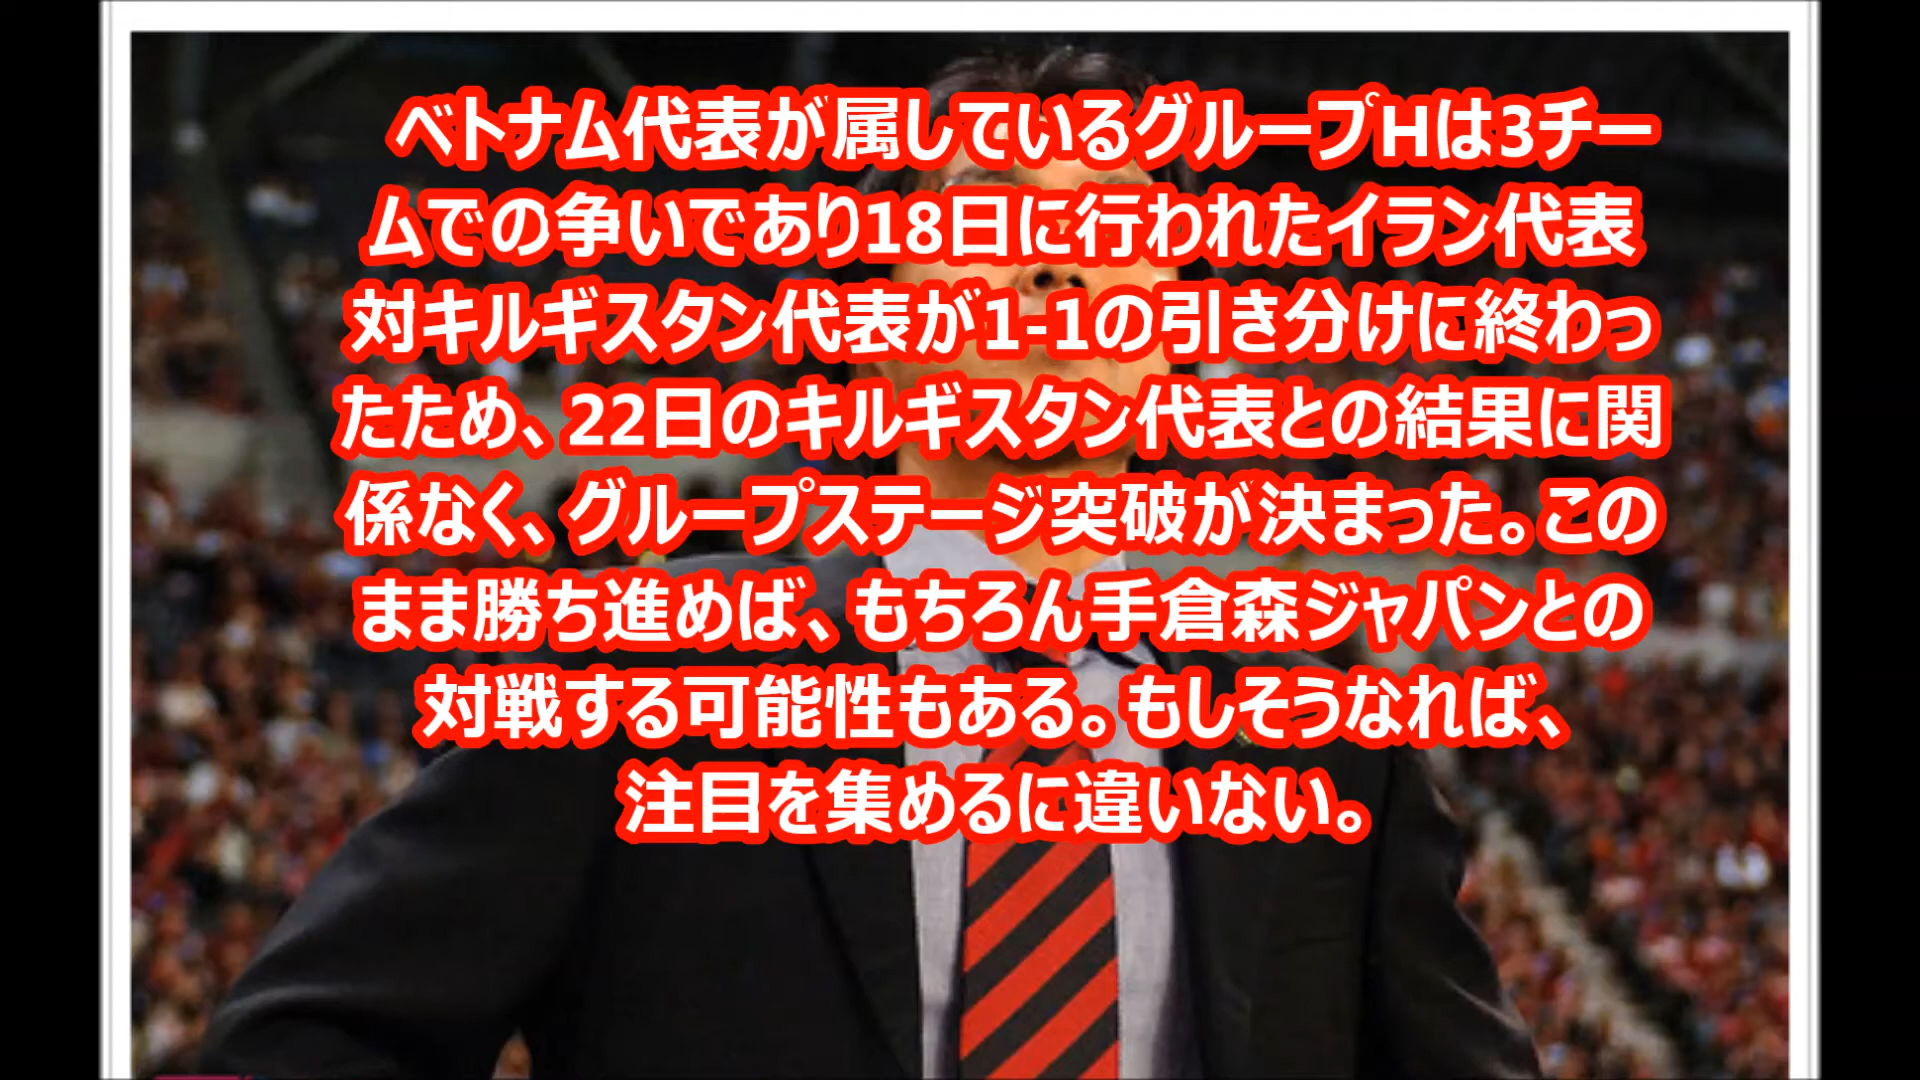 ベトナム代表が属しているグループHは3チー
ムでの争いであり18日に行われたイラン代表
対キルギスタン代表が1-1の引き分けに終わっ
たため、22日のキルギスタン代表との結果に関
係なく、グループステージ突破が決まった。この
まま勝ち進めば、もちろん手倉森ジャパンとの
対戦する可能性もある。もしそうなれば、
注目を集めるに違いない。